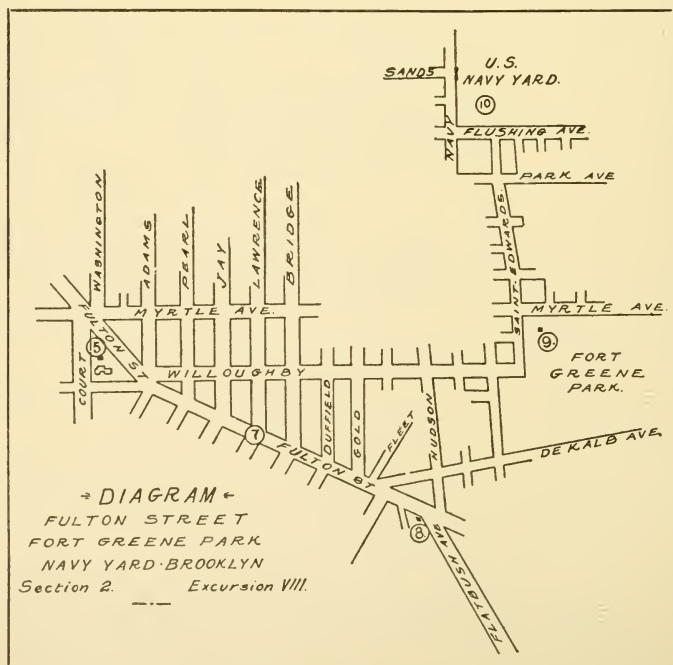 U.S.
NAVY YARD.
SANDS
10
NAVY
FLUSHING AVE.
PARK AVE
WASHINGTON
ADAMS
PEARL
JAY
LAWRENCE
BRIDGE
SAINT. EDWARDS.
MYRTLE AVE.
MYRTLE AVE.
FULTON ST
5
COURT
9.
FORT
GREENE
PARK.
WILLOUGHBY
DUFFIELD
GOLD
FLEET
HUDSON
7
FULTON ST
DE KALB AVE.
8
FLATBUSH AVE
DIAGRAM
FULTON STREET
FORT GREENE PARK
NAVY YARD·BROOKLYN
Section 2. Excursion VIII.